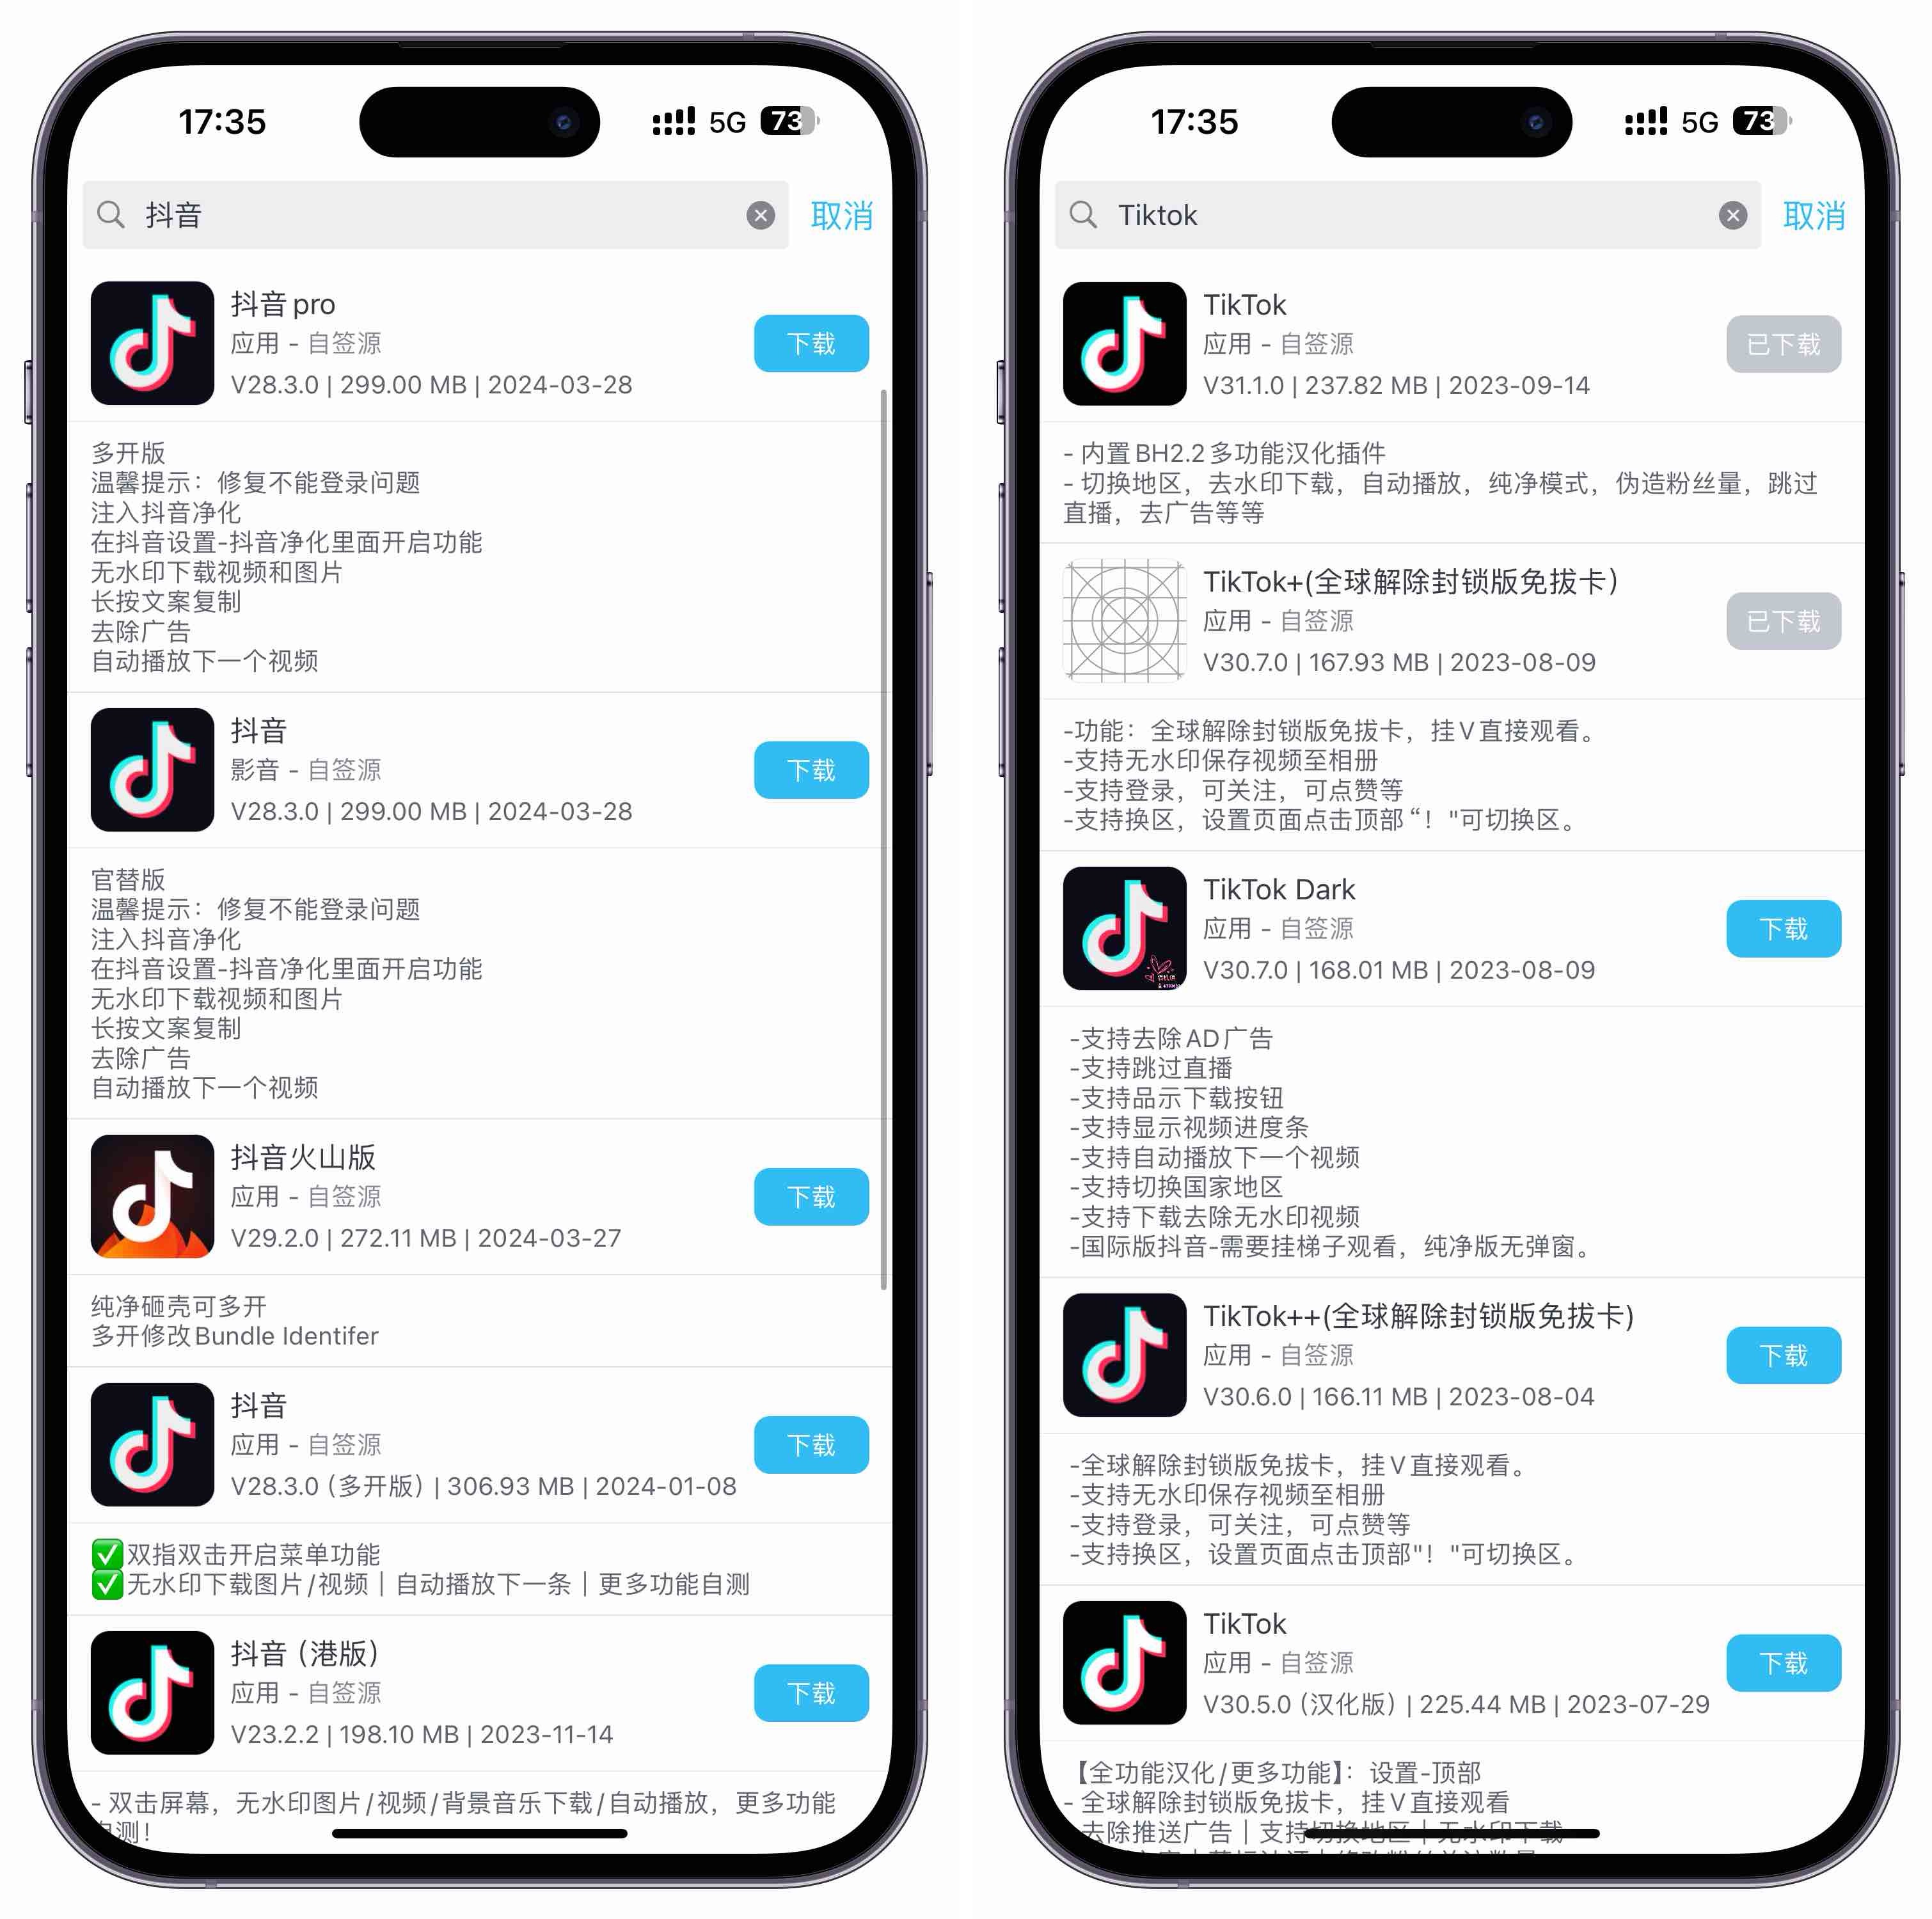 17:35
5G 73
抖音
取消
抖音pro
应用 - 自签源
V28.3.0 | 299.00 MB | 2024-03-28
下载
多开版
温馨提示：修复不能登录问题
注入抖音净化
在抖音设置-抖音净化里面开启功能
无水印下载视频和图片
长按文案复制
去除广告
自动播放下一个视频
抖音
影音 - 自签源
V28.3.0 | 299.00 MB | 2024-03-28
下载
官替版
温馨提示：修复不能登录问题
注入抖音净化
在抖音设置-抖音净化里面开启功能
无水印下载视频和图片
长按文案复制
去除广告
自动播放下一个视频
抖音火山版
应用 - 自签源
V29.2.0 | 272.11 MB | 2024-03-27
下载
纯净砸壳可多开
多开修改Bundle Identifer
抖音
应用 - 自签源
V28.3.0（多开版）| 306.93 MB | 2024-01-08
下载
✅双指双击开启菜单功能
✅无水印下载图片/视频｜自动播放下一条｜更多功能自测
抖音（港版）
应用 - 自签源
V23.2.2 | 198.10 MB | 2023-11-14
下载
- 双击屏幕，无水印图片/视频/背景音乐下载/自动播放，更多功能
自测！
17:35
5G 73
Tiktok
取消
TikTok
应用 - 自签源
V31.1.0 | 237.82 MB | 2023-09-14
已下载
- 内置BH2.2多功能汉化插件
- 切换地区，去水印下载，自动播放，纯净模式，伪造粉丝量，跳过
直播，去广告等等
TikTok+(全球解除封锁版免拔卡）
应用 - 自签源
V30.7.0 | 167.93 MB | 2023-08-09
已下载
-功能：全球解除封锁版免拔卡，挂V直接观看。
-支持无水印保存视频至相册
-支持登录，可关注，可点赞等
-支持换区，设置页面点击顶部“！"可切换区。
TikTok Dark
应用 - 自签源
V30.7.0 | 168.01 MB | 2023-08-09
下载
-支持去除AD广告
-支持跳过直播
-支持品示下载按钮
-支持显示视频进度条
-支持自动播放下一个视频
-支持切换国家地区
-支持下载去除无水印视频
-国际版抖音-需要挂梯子观看，纯净版无弹窗。
TikTok++(全球解除封锁版免拔卡)
应用 - 自签源
V30.6.0 | 166.11 MB | 2023-08-04
下载
-全球解除封锁版免拔卡，挂V直接观看。
-支持无水印保存视频至相册
-支持登录，可关注，可点赞等
-支持换区，设置页面点击顶部"！"可切换区。
TikTok
应用 - 自签源
V30.5.0（汉化版）| 225.44 MB | 2023-07-29
下载
【全功能汉化/更多功能】：设置-顶部
- 全球解除封锁版免拔卡，挂V直接观看
去除推送广告｜支持切换地区｜无水印下载